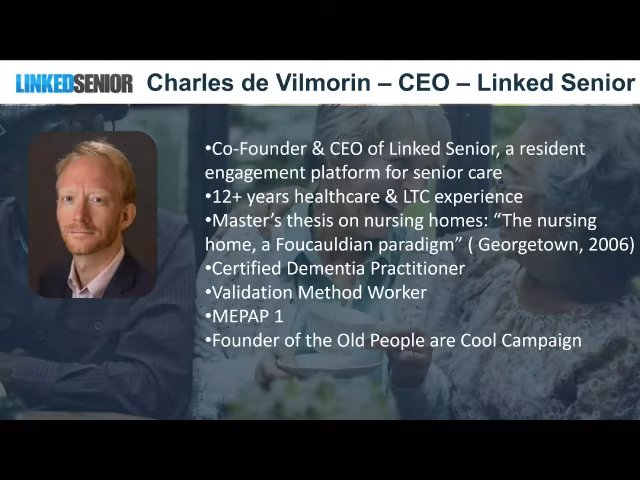 LINKEDSENIOR Charles de Vilmorin – CEO – Linked Senior
•Co-Founder & CEO of Linked Senior, a resident
engagement platform for senior care
•12+ years healthcare & LTC experience
•Master’s thesis on nursing homes: “The nursing
home, a Foucauldian paradigm” ( Georgetown, 2006)
•Certified Dementia Practitioner
•Validation Method Worker
•MEPAP 1
•Founder of the Old People are Cool Campaign